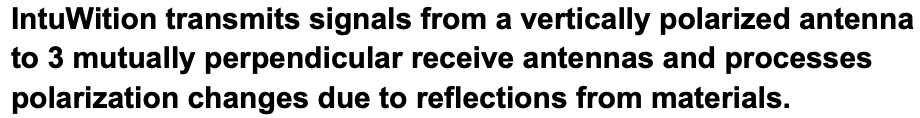 IntuWition transmits signals from a vertically polarized antenna
to 3 mutually perpendicular receive antennas and processes
polarization changes due to reflections from materials.